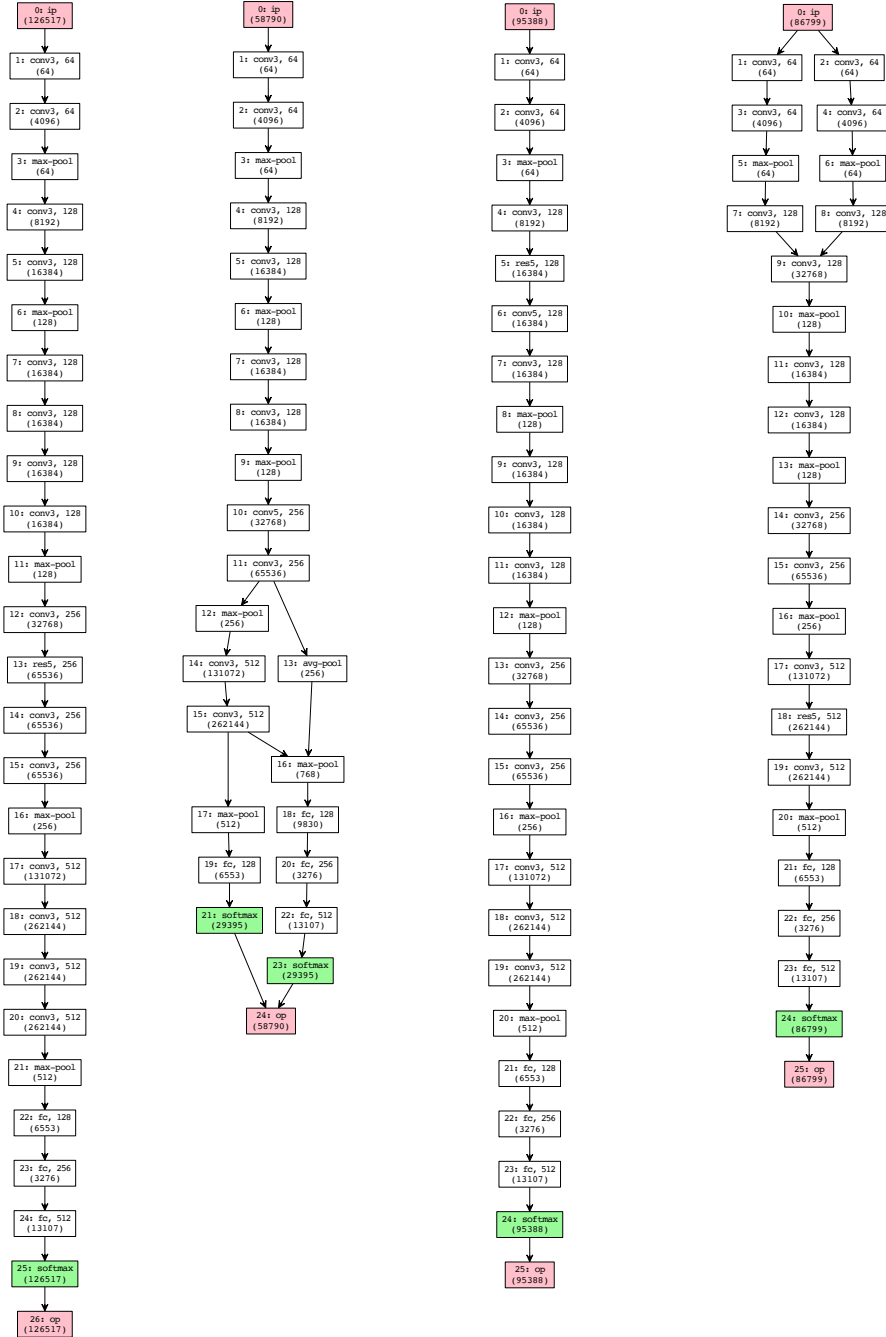 0: ip
(126517)
1: conv3, 64
(64)
2: conv3, 64
(4096)
3: max-pool
(64)
4: conv3, 128
(8192)
5: conv3, 128
(16384)
6: max-pool
(128)
7: conv3, 128
(16384)
8: conv3, 128
(16384)
9: conv3, 128
(16384)
10: conv3, 128
(16384)
11: max-pool
(128)
12: conv3, 256
(32768)
13: res5, 256
(65536)
14: conv3, 256
(65536)
15: conv3, 256
(65536)
16: max-pool
(256)
17: conv3, 512
(131072)
18: conv3, 512
(262144)
19: conv3, 512
(262144)
20: conv3, 512
(262144)
21: max-pool
(512)
22: fc, 128
(6553)
23: fc, 256
(3276)
24: fc, 512
(13107)
25: softmax
(126517)
26: op
(126517)
0: ip
(58790)
1: conv3, 64
(64)
2: conv3, 64
(4096)
3: max-pool
(64)
4: conv3, 128
(8192)
5: conv3, 128
(16384)
6: max-pool
(128)
7: conv3, 128
(16384)
8: conv3, 128
(16384)
9: max-pool
(128)
10: conv5, 256
(32768)
11: conv3, 256
(65536)
12: max-pool
(256)
14: conv3, 512
(131072)
13: avg-pool
(256)
15: conv3, 512
(262144)
16: max-pool
(768)
17: max-pool
(512)
18: fc, 128
(9830)
19: fc, 128
(6553)
20: fc, 256
(3276)
21: softmax
(29395)
22: fc, 512
(13107)
23: softmax
(29395)
24: op
(58790)
0: ip
(95388)
1: conv3, 64
(64)
2: conv3, 64
(4096)
3: max-pool
(64)
4: conv3, 128
(8192)
5: res5, 128
(16384)
6: conv5, 128
(16384)
7: conv3, 128
(16384)
8: max-pool
(128)
9: conv3, 128
(16384)
10: conv3, 128
(16384)
11: conv3, 128
(16384)
12: max-pool
(128)
13: conv3, 256
(32768)
14: conv3, 256
(65536)
15: conv3, 256
(65536)
16: max-pool
(256)
17: conv3, 512
(131072)
18: conv3, 512
(262144)
19: conv3, 512
(262144)
20: max-pool
(512)
21: fc, 128
(6553)
22: fc, 256
(3276)
23: fc, 512
(13107)
24: softmax
(95388)
25: op
(95388)
0: ip
(86799)
1: conv3, 64
(64)
2: conv3, 64
(64)
3: conv3, 64
(4096)
4: conv3, 64
(4096)
5: max-pool
(64)
6: max-pool
(64)
7: conv3, 128
(8192)
8: conv3, 128
(8192)
9: conv3, 128
(32768)
10: max-pool
(128)
11: conv3, 128
(16384)
12: conv3, 128
(16384)
13: max-pool
(128)
14: conv3, 256
(32768)
15: conv3, 256
(65536)
16: max-pool
(256)
17: conv3, 512
(131072)
18: res5, 512
(262144)
19: conv3, 512
(262144)
20: max-pool
(512)
21: fc, 128
(6553)
22: fc, 256
(3276)
23: fc, 512
(13107)
24: softmax
(86799)
25: op
(86799)